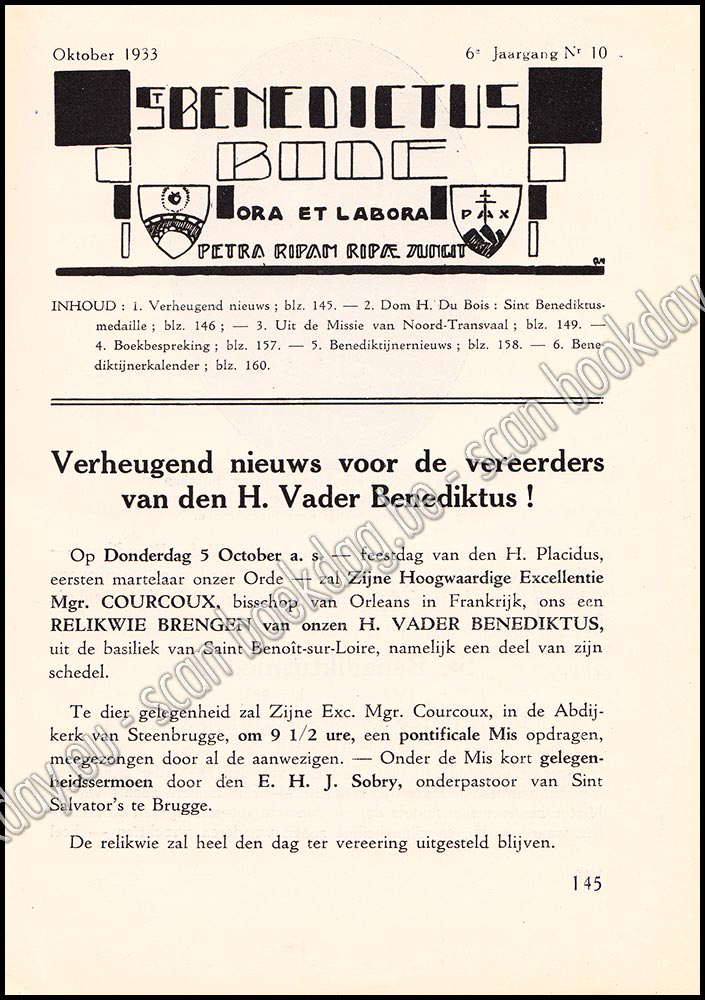 Oktober 1933 6e Jaargang Nr 10
ST BENEDICTUS
BODE
ORA ET LABORA
PAX
PETRA RIPAM RIPÆ JUNGIT
INHOUD : 1. Verheugend nieuws ; blz. 145. — 2. Dom H. Du Bois : Sint Benediktus-
medaille ; blz. 146 ; — 3. Uit de Missie van Noord-Transvaal ; blz. 149. —
4. Boekbespreking ; blz. 157. — 5. Benediktijnernieuws ; blz. 158. — 6. Bene-
diktijnerkalender ; blz. 160.
Verheugend nieuws voor de vereerders
van den H. Vader Benediktus !
Op Donderdag 5 October a. s. — feestdag van den H. Placidus,
eersten martelaar onzer Orde — zal Zijne Hoogwaardige Excellentie
Mgr. COURCOUX, bisschop van Orleans in Frankrijk, ons een
RELIKWIE BRENGEN van onzen H. VADER BENEDIKTUS,
uit de basiliek van Saint Benoît-sur-Loire, namelijk een deel van zijn
schedel.
Te dier gelegenheid zal Zijne Exc. Mgr. Courcoux, in de Abdij-
kerk van Steenbrugge, om 9 1/2 ure, een pontificale Mis opdragen,
meegezongen door al de aanwezigen. — Onder de Mis kort gelegen-
heidssermoen door den E. H. J. Sobry, onderpastoor van Sint
Salvator's te Brugge.
De relikwie zal heel den dag ter vereering uitgesteld blijven.
145
kday.eu - scan bookdag.be - scan bookday